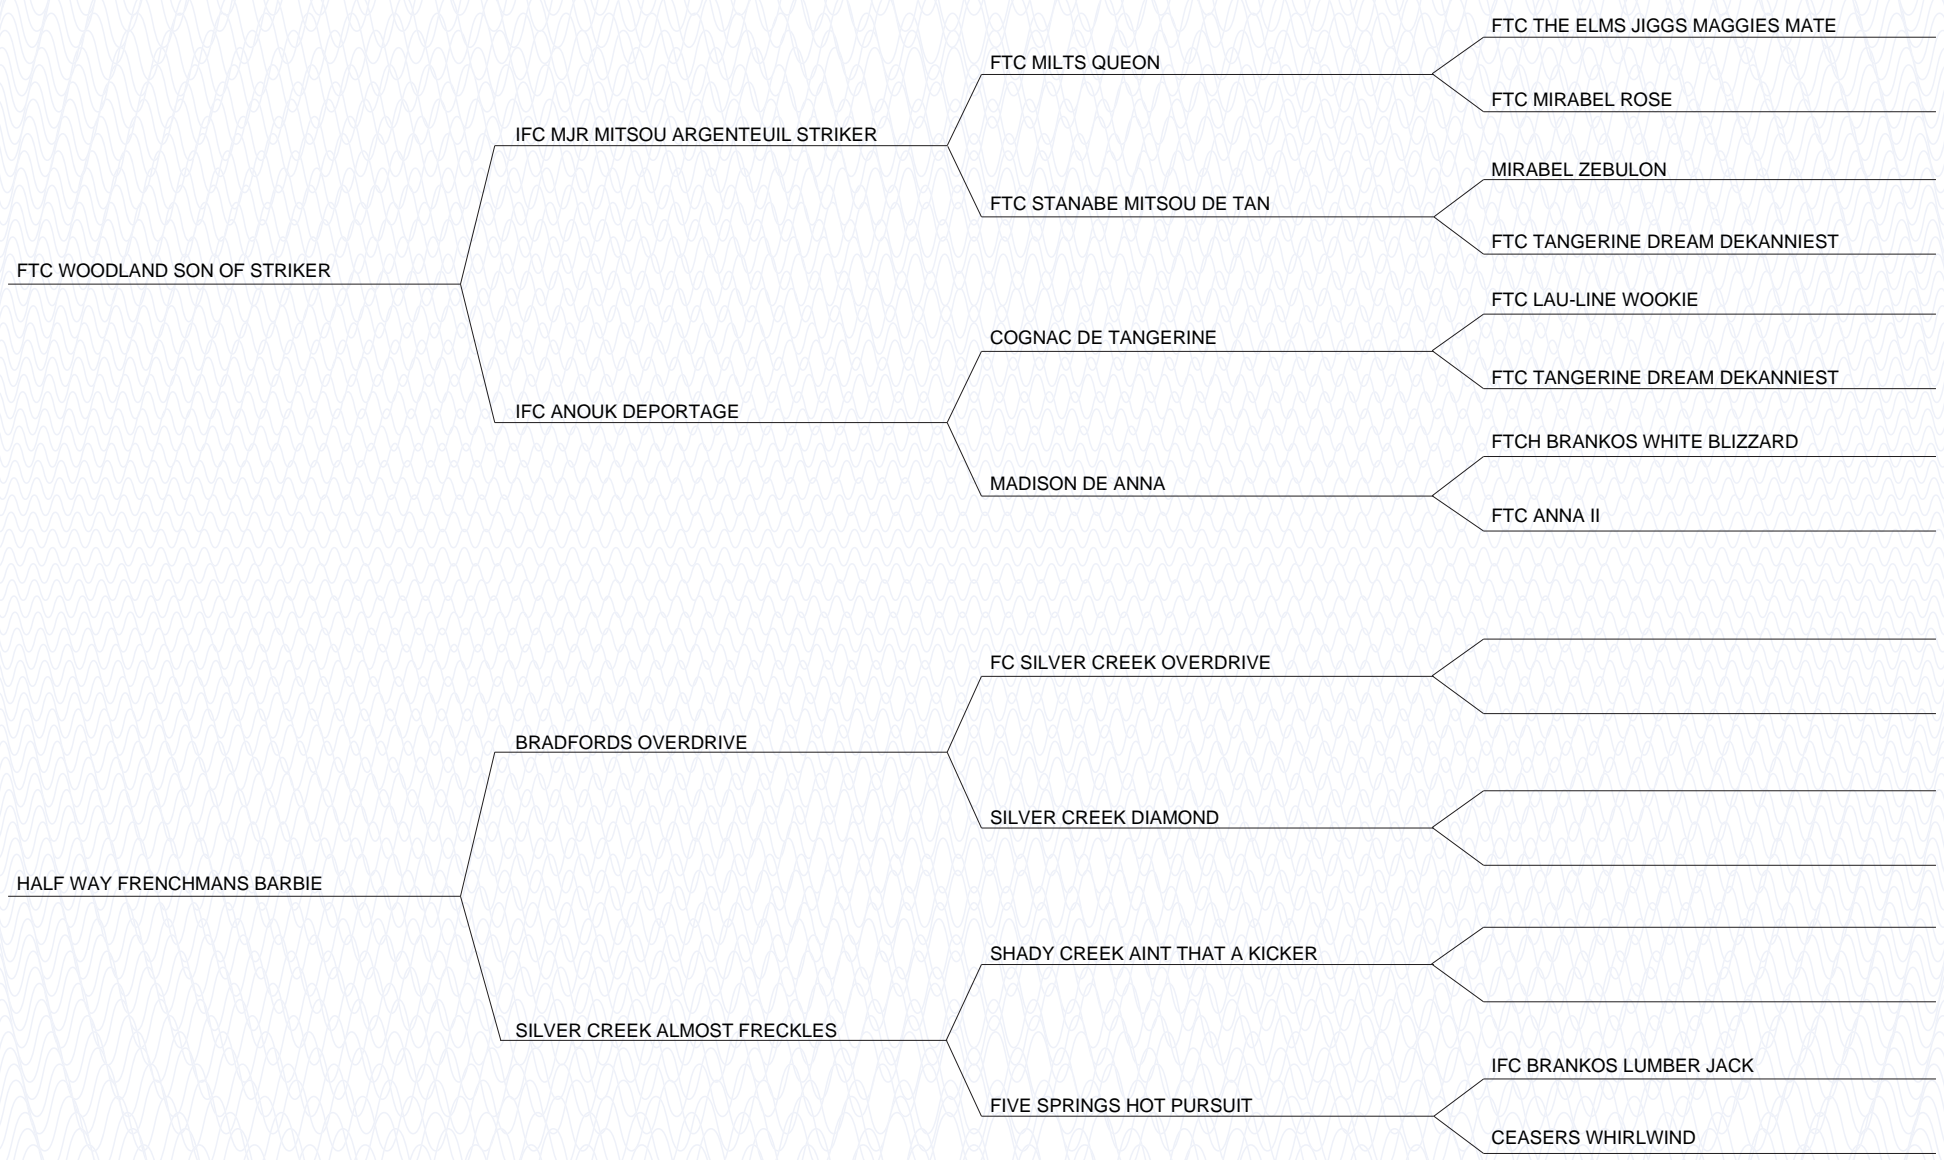 FTC THE ELMS JIGGS MAGGIES MATE
FTC MILTS QUEON
FTC MIRABEL ROSE
IFC MJR MITSOU ARGENTEUIL STRIKER
MIRABEL ZEBULON
FTC STANABE MITSOU DE TAN
FTC TANGERINE DREAM DEKANNIEST
FTC WOODLAND SON OF STRIKER
FTC LAU-LINE WOOKIE
COGNAC DE TANGERINE
FTC TANGERINE DREAM DEKANNIEST
IFC ANOUK DEPORTAGE
FTCH BRANKOS WHITE BLIZZARD
MADISON DE ANNA
FTC ANNA II
FC SILVER CREEK OVERDRIVE
BRADFORDS OVERDRIVE
SILVER CREEK DIAMOND
HALF WAY FRENCHMANS BARBIE
SHADY CREEK AINT THAT A KICKER
SILVER CREEK ALMOST FRECKLES
IFC BRANKOS LUMBER JACK
FIVE SPRINGS HOT PURSUIT
CEASERS WHIRLWIND